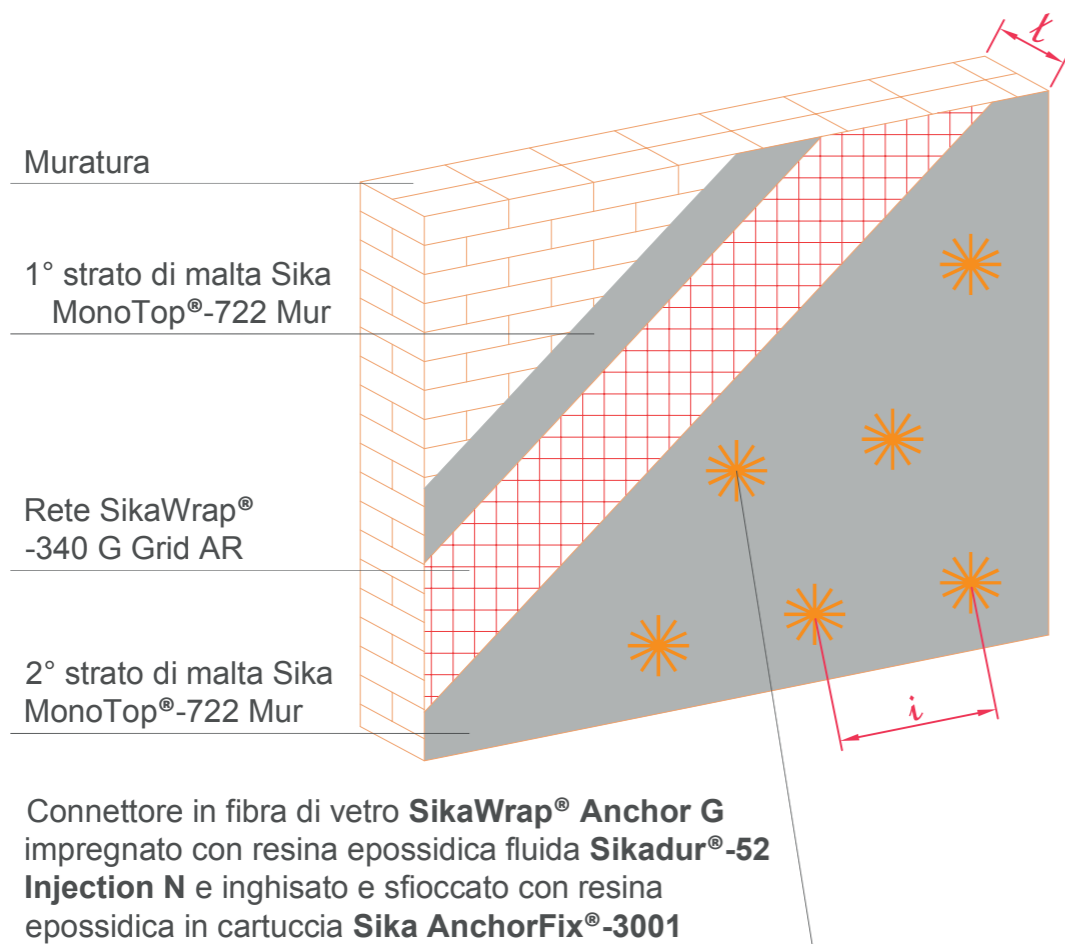 t
Muratura
1° strato di malta Sika
MonoTop®-722 Mur
Rete SikaWrap®
-340 G Grid AR
2° strato di malta Sika
MonoTop®-722 Mur
i
Connettore in fibra di vetro SikaWrap® Anchor G
impregnato con resina epossidica fluida Sikadur®-52
Injection N e inghisato e sfioccato con resina
epossidica in cartuccia Sika AnchorFix®-3001